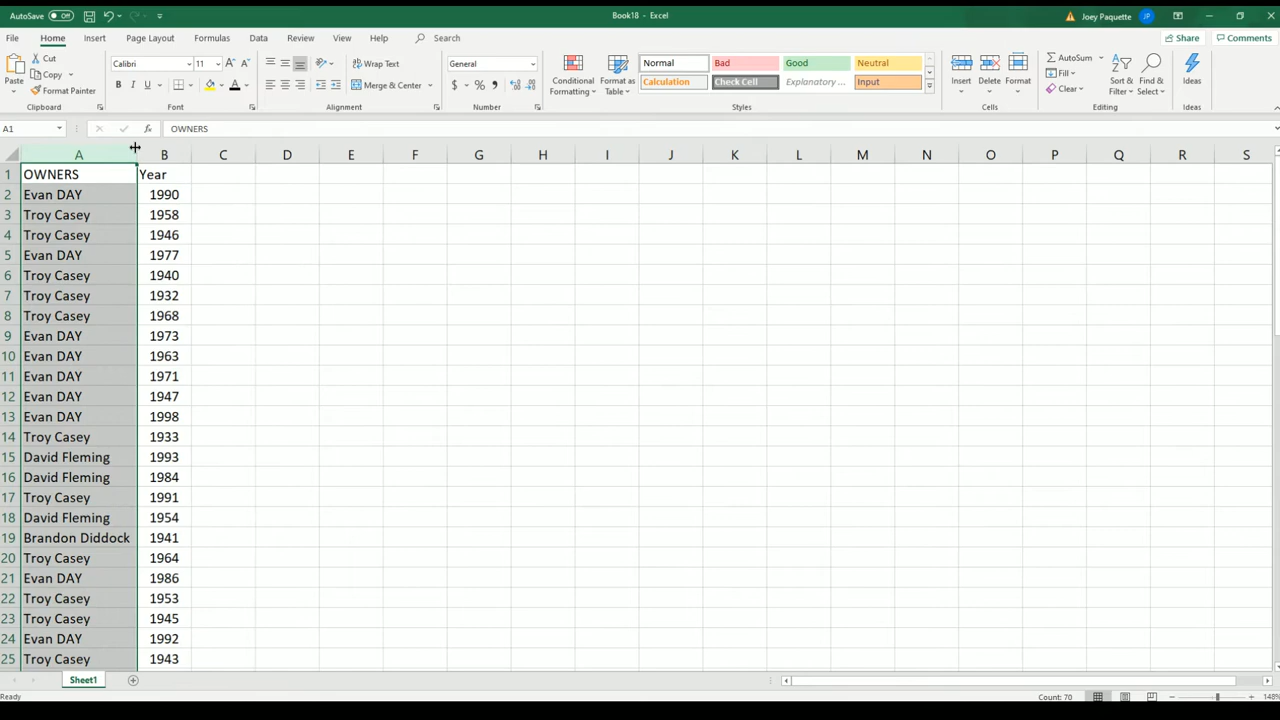 AutoSave Off Book18 - Excel Joey Paquette JP
File Home Insert Page Layout Formulas Data Review View Help Search Share Comments
Paste Cut Copy Format Painter Clipboard
Calibri 11 B I U A Font
Wrap Text Merge & Center Alignment
General $ % , Number
Conditional Formatting Format as Table
Normal Bad Good Neutral
Calculation Check Cell Explanatory ... Input
Styles
Insert Delete Format Cells
AutoSum Fill Clear Sort & Filter Find & Select Editing
Ideas Ideas
A1 fx OWNERS
A B C D E F G H I J K L M N O P Q R S
1 OWNERS Year
2 Evan DAY 1990
3 Troy Casey 1958
4 Troy Casey 1946
5 Evan DAY 1977
6 Troy Casey 1940
7 Troy Casey 1932
8 Troy Casey 1968
9 Evan DAY 1973
10 Evan DAY 1963
11 Evan DAY 1971
12 Evan DAY 1947
13 Evan DAY 1998
14 Troy Casey 1933
15 David Fleming 1993
16 David Fleming 1984
17 Troy Casey 1991
18 David Fleming 1954
19 Brandon Diddock 1941
20 Troy Casey 1964
21 Evan DAY 1986
22 Troy Casey 1953
23 Troy Casey 1945
24 Evan DAY 1992
25 Troy Casey 1943
Sheet1
Ready Count: 70 148%